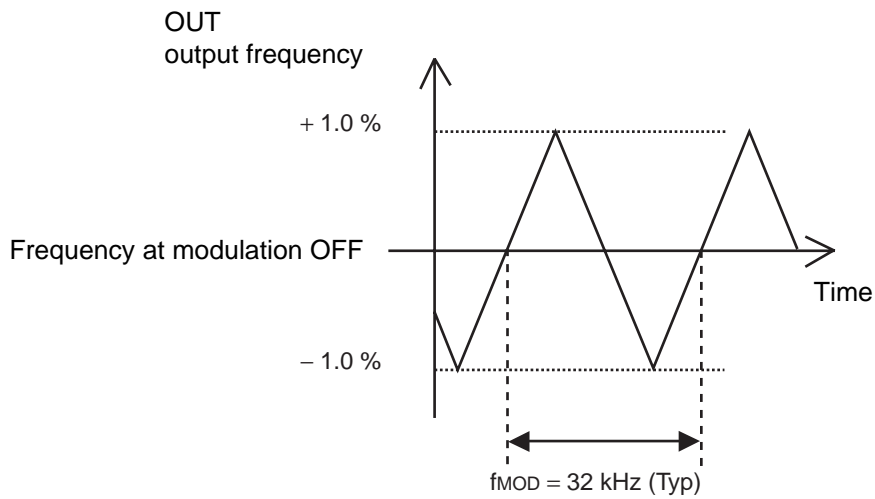 OUT
output frequency
+ 1.0 %
Frequency at modulation OFF
Time
− 1.0 %
fMOD = 32 kHz (Typ)